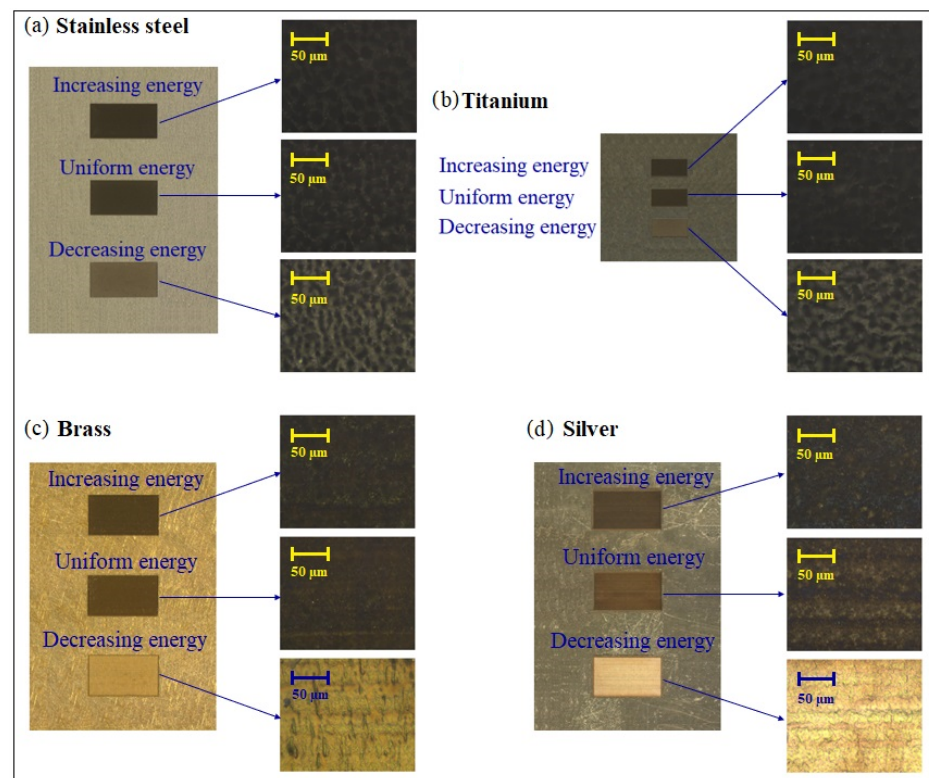 (a) Stainless steel
Increasing energy
Uniform energy
Decreasing energy
50 µm
50 µm
50 µm
(b) Titanium
Increasing energy
Uniform energy
Decreasing energy
50 µm
50 µm
50 µm
(c) Brass
Increasing energy
Uniform energy
Decreasing energy
50 µm
50 µm
50 µm
(d) Silver
Increasing energy
Uniform energy
Decreasing energy
50 µm
50 µm
50 µm